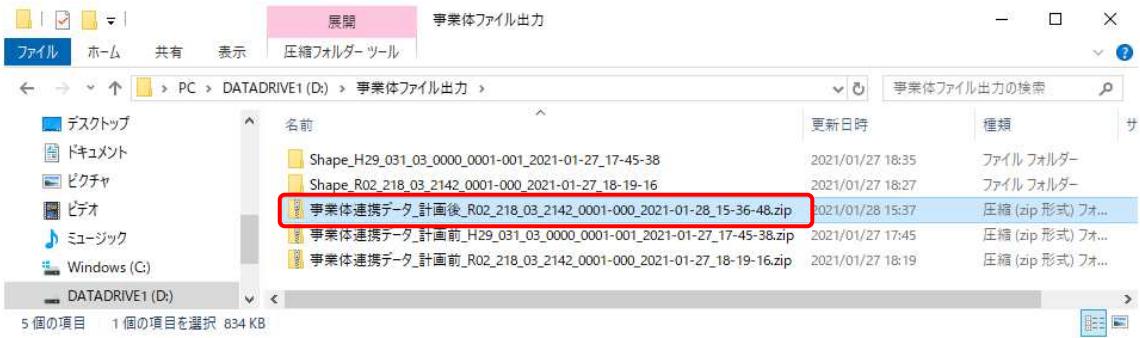 展開
事業体ファイル出力
ファイル ホーム 共有 表示 圧縮フォルダー ツール
PC › DATADRIVE1 (D:) › 事業体ファイル出力 ›
事業体ファイル出力の検索
名前 更新日時 種類 サ
デスクトップ
ドキュメント
ピクチャ
ビデオ
ミュージック
Windows (C:)
DATADRIVE1 (D:)
Shape_H29_031_03_0000_0001-001_2021-01-27_17-45-38 2021/01/27 18:35 ファイル フォルダー
Shape_R02_218_03_2142_0001-000_2021-01-27_18-19-16 2021/01/27 18:27 ファイル フォルダー
事業体連携データ_計画後_R02_218_03_2142_0001-000_2021-01-28_15-36-48.zip 2021/01/28 15:37 圧縮 (zip 形式) フォ...
事業体連携データ_計画前_H29_031_03_0000_0001-001_2021-01-27_17-45-38.zip 2021/01/27 17:45 圧縮 (zip 形式) フォ...
事業体連携データ_計画前_R02_218_03_2142_0001-000_2021-01-27_18-19-16.zip 2021/01/27 18:19 圧縮 (zip 形式) フォ...
5 個の項目 1 個の項目を選択 834 KB